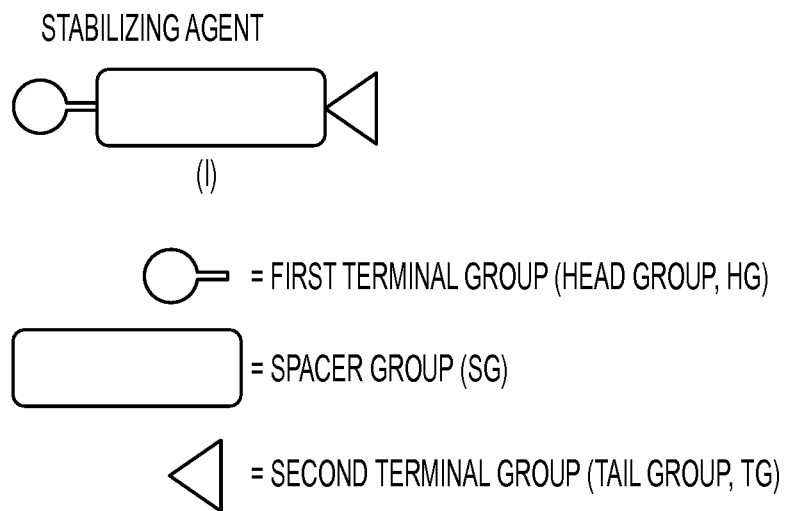 STABILIZING AGENT
(I)
= FIRST TERMINAL GROUP (HEAD GROUP, HG)
= SPACER GROUP (SG)
= SECOND TERMINAL GROUP (TAIL GROUP, TG)